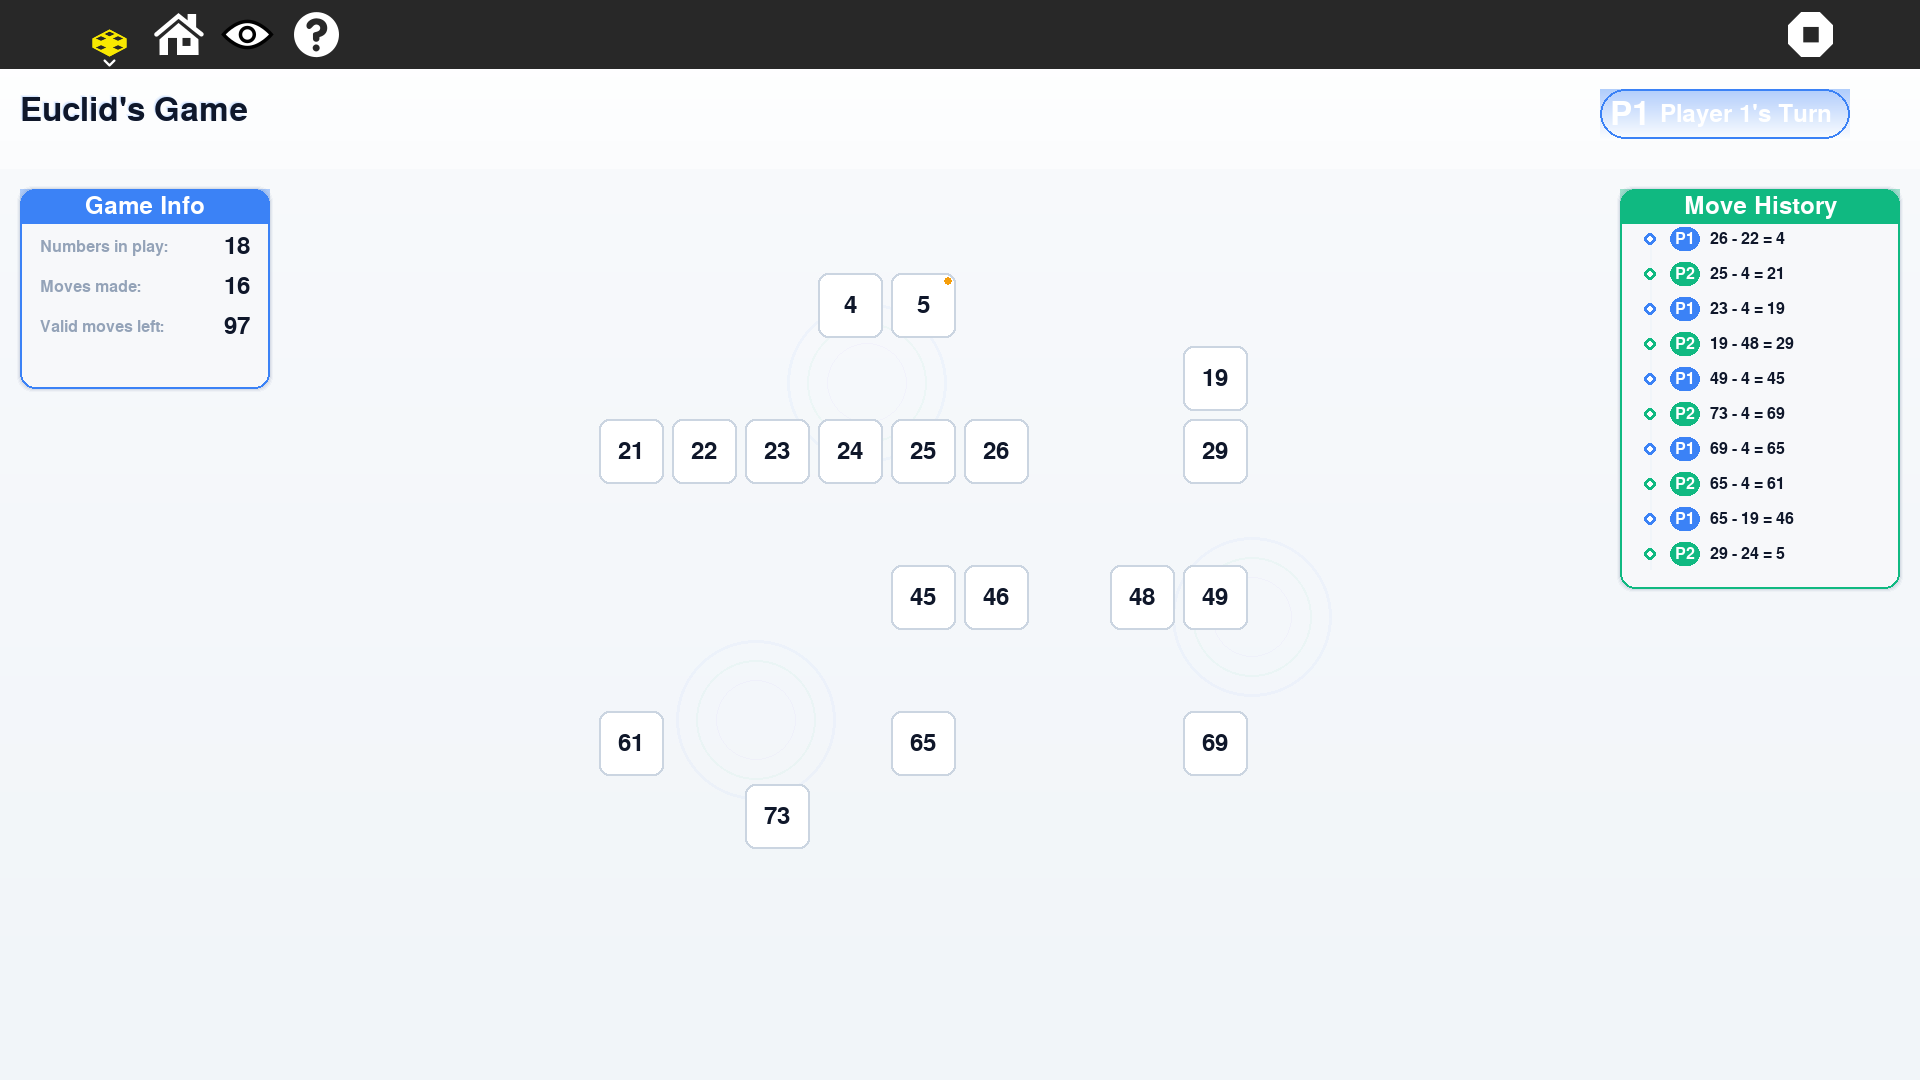 Euclid's Game
P1 Player 1's Turn
Game Info
Numbers in play: 18
Moves made: 16
Valid moves left: 97
4 5
19
21 22 23 24 25 26 29
45 46 48 49
61 65 69
73
Move History
P1 26 - 22 = 4
P2 25 - 4 = 21
P1 23 - 4 = 19
P2 19 - 48 = 29
P1 49 - 4 = 45
P2 73 - 4 = 69
P1 69 - 4 = 65
P2 65 - 4 = 61
P1 65 - 19 = 46
P2 29 - 24 = 5